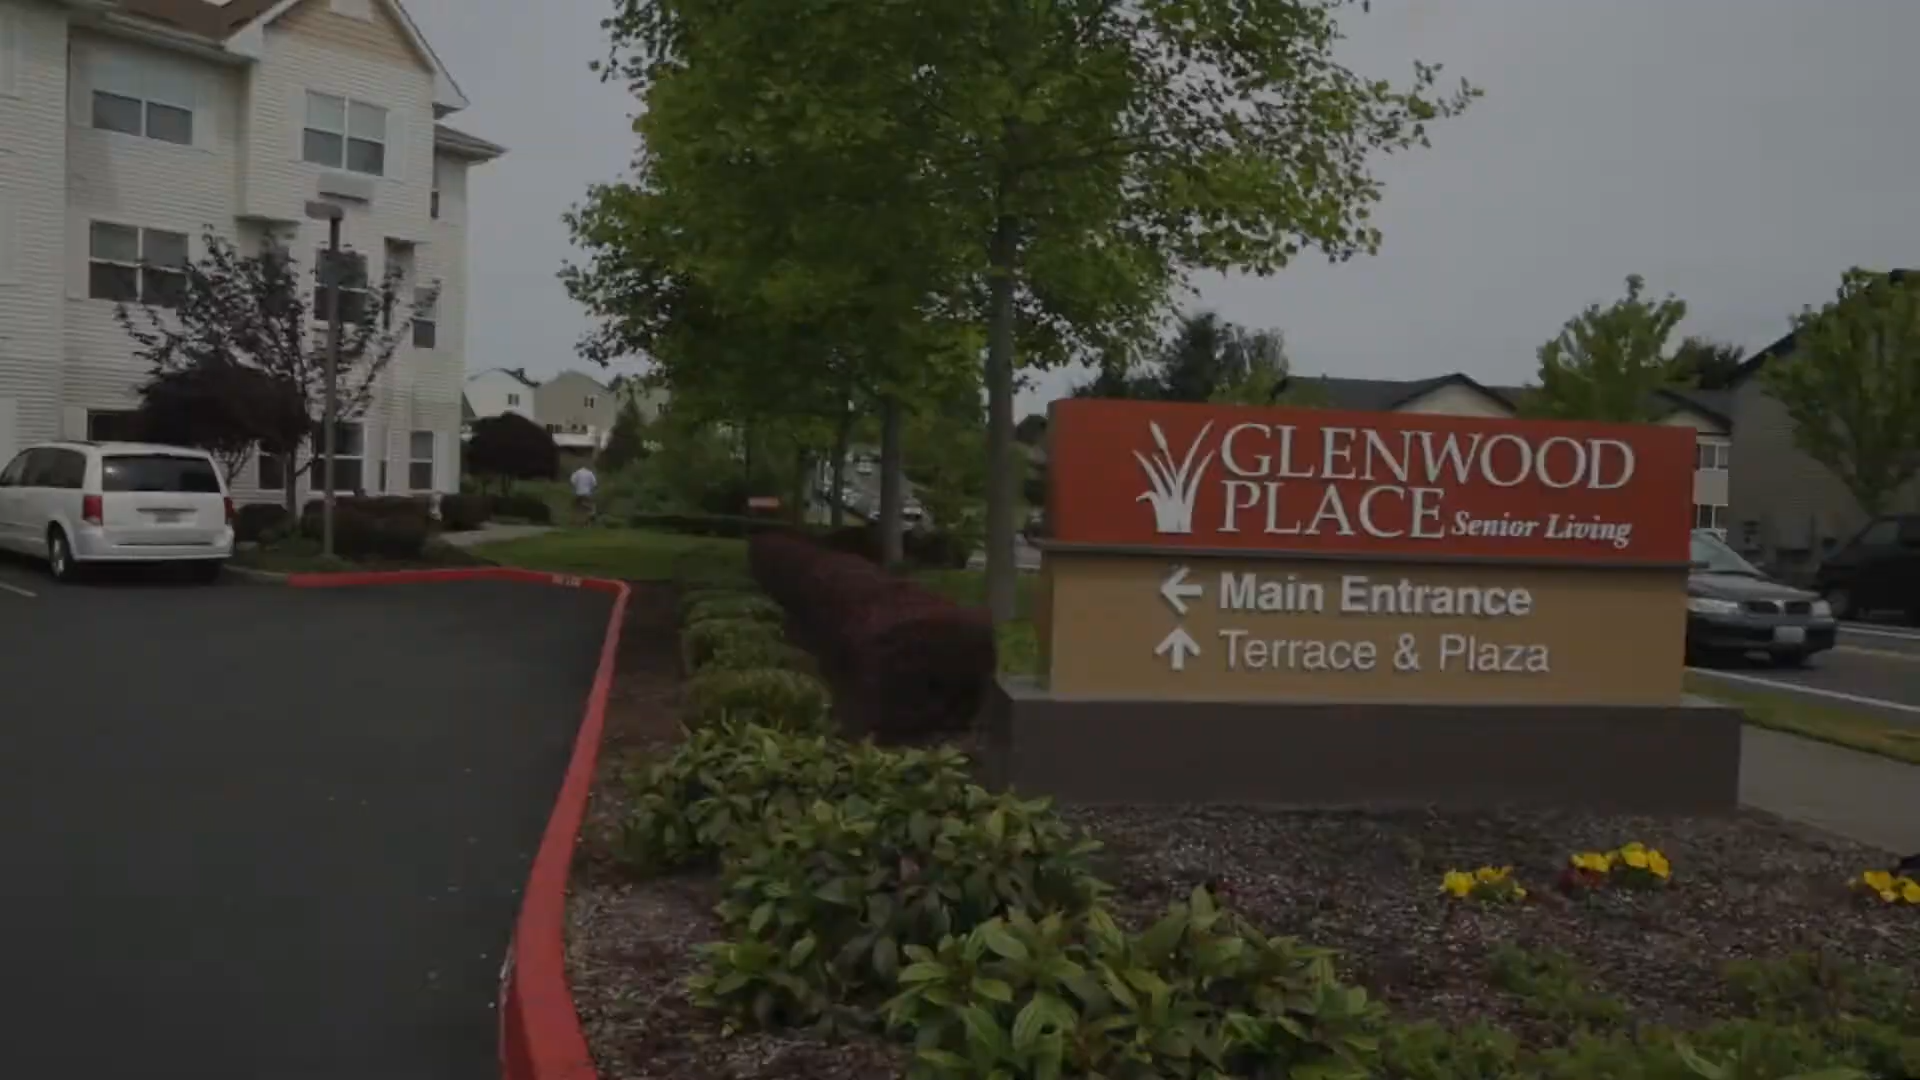 GLENWOOD
PLACE Senior Living
← Main Entrance
↑ Terrace & Plaza